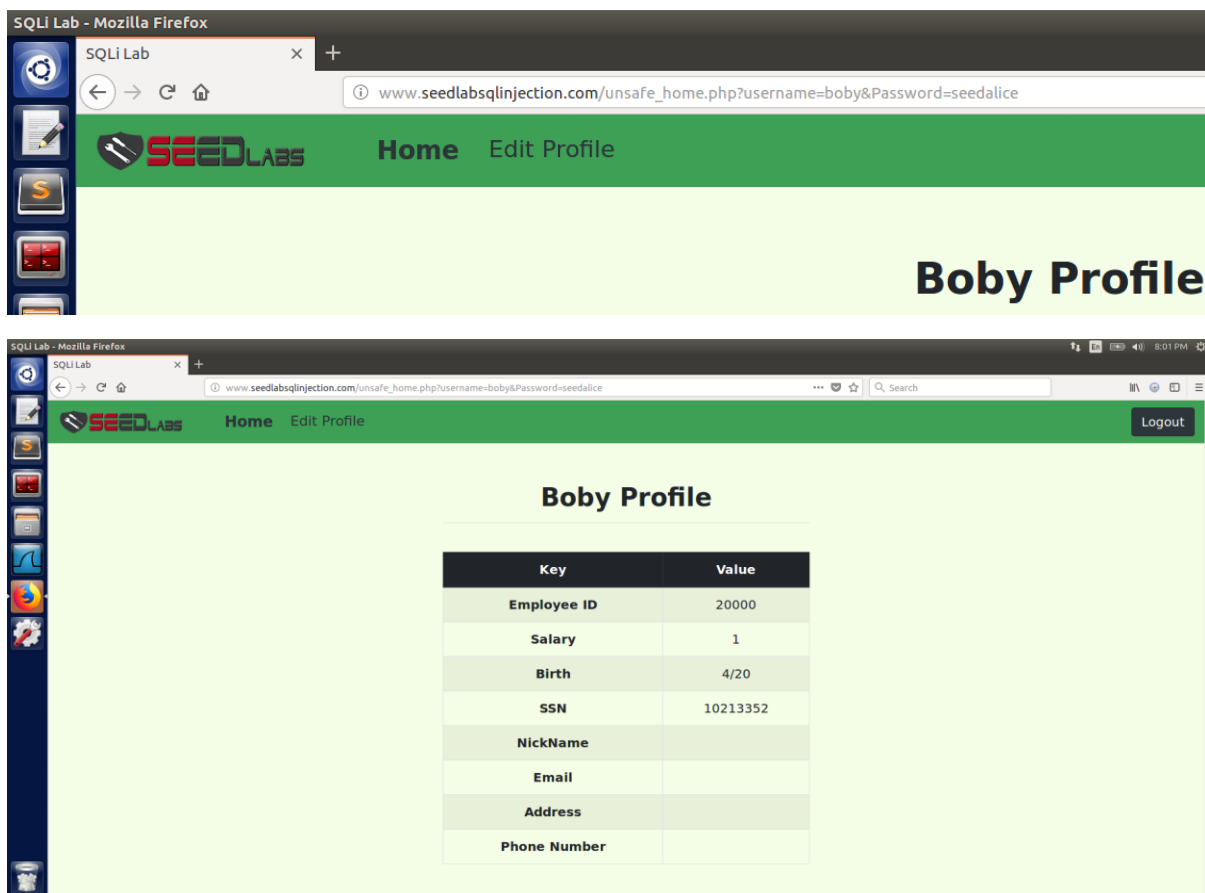 SQLi Lab - Mozilla Firefox
SQLi Lab × +
www.seedlabsqlinjection.com/unsafe_home.php?username=boby&Password=seedalice
SEEDLABS Home Edit Profile
Boby Profile
SQLi Lab - Mozilla Firefox En 8:01 PM
SQLi Lab × +
www.seedlabsqlinjection.com/unsafe_home.php?username=boby&Password=seedalice ... Search
SEEDLABS Home Edit Profile Logout
Boby Profile
Key Value
Employee ID 20000
Salary 1
Birth 4/20
SSN 10213352
NickName
Email
Address
Phone Number